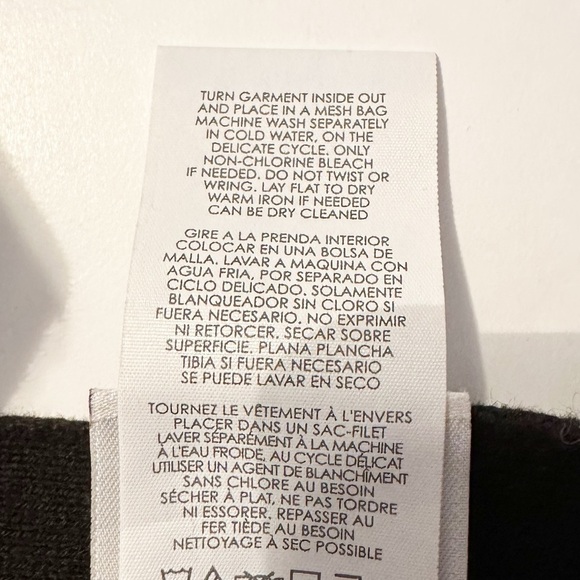 TURN GARMENT INSIDE OUT
AND PLACE IN A MESH BAG
MACHINE WASH SEPARATELY
IN COLD WATER, ON THE
DELICATE CYCLE. ONLY
NON-CHLORINE BLEACH
IF NEEDED. DO NOT TWIST OR
WRING. LAY FLAT TO DRY
WARM IRON IF NEEDED
CAN BE DRY CLEANED
GIRE A LA PRENDA INTERIOR
COLOCAR EN UNA BOLSA DE
MALLA. LAVAR A MAQUINA CON
AGUA FRIA, POR SEPARADO EN
CICLO DELICADO. SOLAMENTE
BLANQUEADOR SIN CLORO SI
FUERA NECESARIO. NO EXPRIMIR
NI RETORCER. SECAR SOBRE
SUPERFICIE. PLANA PLANCHA
TIBIA SI FUERA NECESARIO
SE PUEDE LAVAR EN SECO
TOURNEZ LE VÊTEMENT À L'ENVERS
PLACER DANS UN SAC-FILET
LAVER SÉPARÉMENT À LA MACHINE
À L'EAU FROIDE, AU CYCLE DÉLICAT
UTILISER UN AGENT DE BLANCHÎMENT
SANS CHLORE AU BESOIN
SÉCHER À PLAT, NE PAS TORDRE
NI ESSORER. REPASSER AU
FER TIÈDE AU BESOIN
NETTOYAGE À SEC POSSIBLE